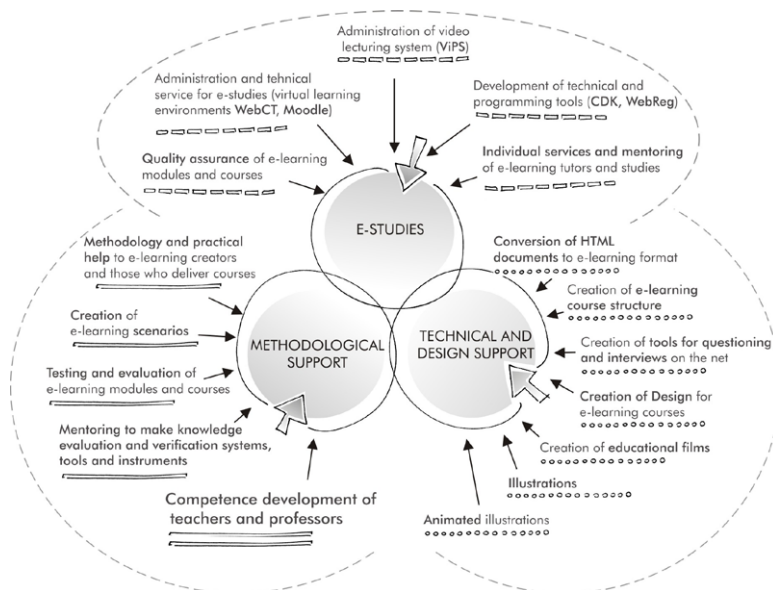 Administration of video
lecturing system (ViPS)
Administration and tehnical
service for e-studies (virtual learning
environments WebCT, Moodle)
Development of technical and
programming tools (CDK, WebReg)
Quality assurance of e-learning
modules and courses
Individual services and mentoring
of e-learning tutors and studies
E-STUDIES
Methodology and practical
help to e-learning creators
and those who deliver courses
Creation of
e-learning scenarios
Testing and evaluation of
e-learning modules and courses
Mentoring to make knowledge
evaluation and verification systems,
tools and instruments
Competence development of
teachers and professors
METHODOLOGICAL
SUPPORT
TECHNICAL AND
DESIGN SUPPORT
Conversion of HTML
documents to e-learning format
Creation of e-learning
course structure
Creation of tools for questioning
and interviews on the net
Creation of Design for
e-learning courses
Creation of educational films
Illustrations
Animated illustrations